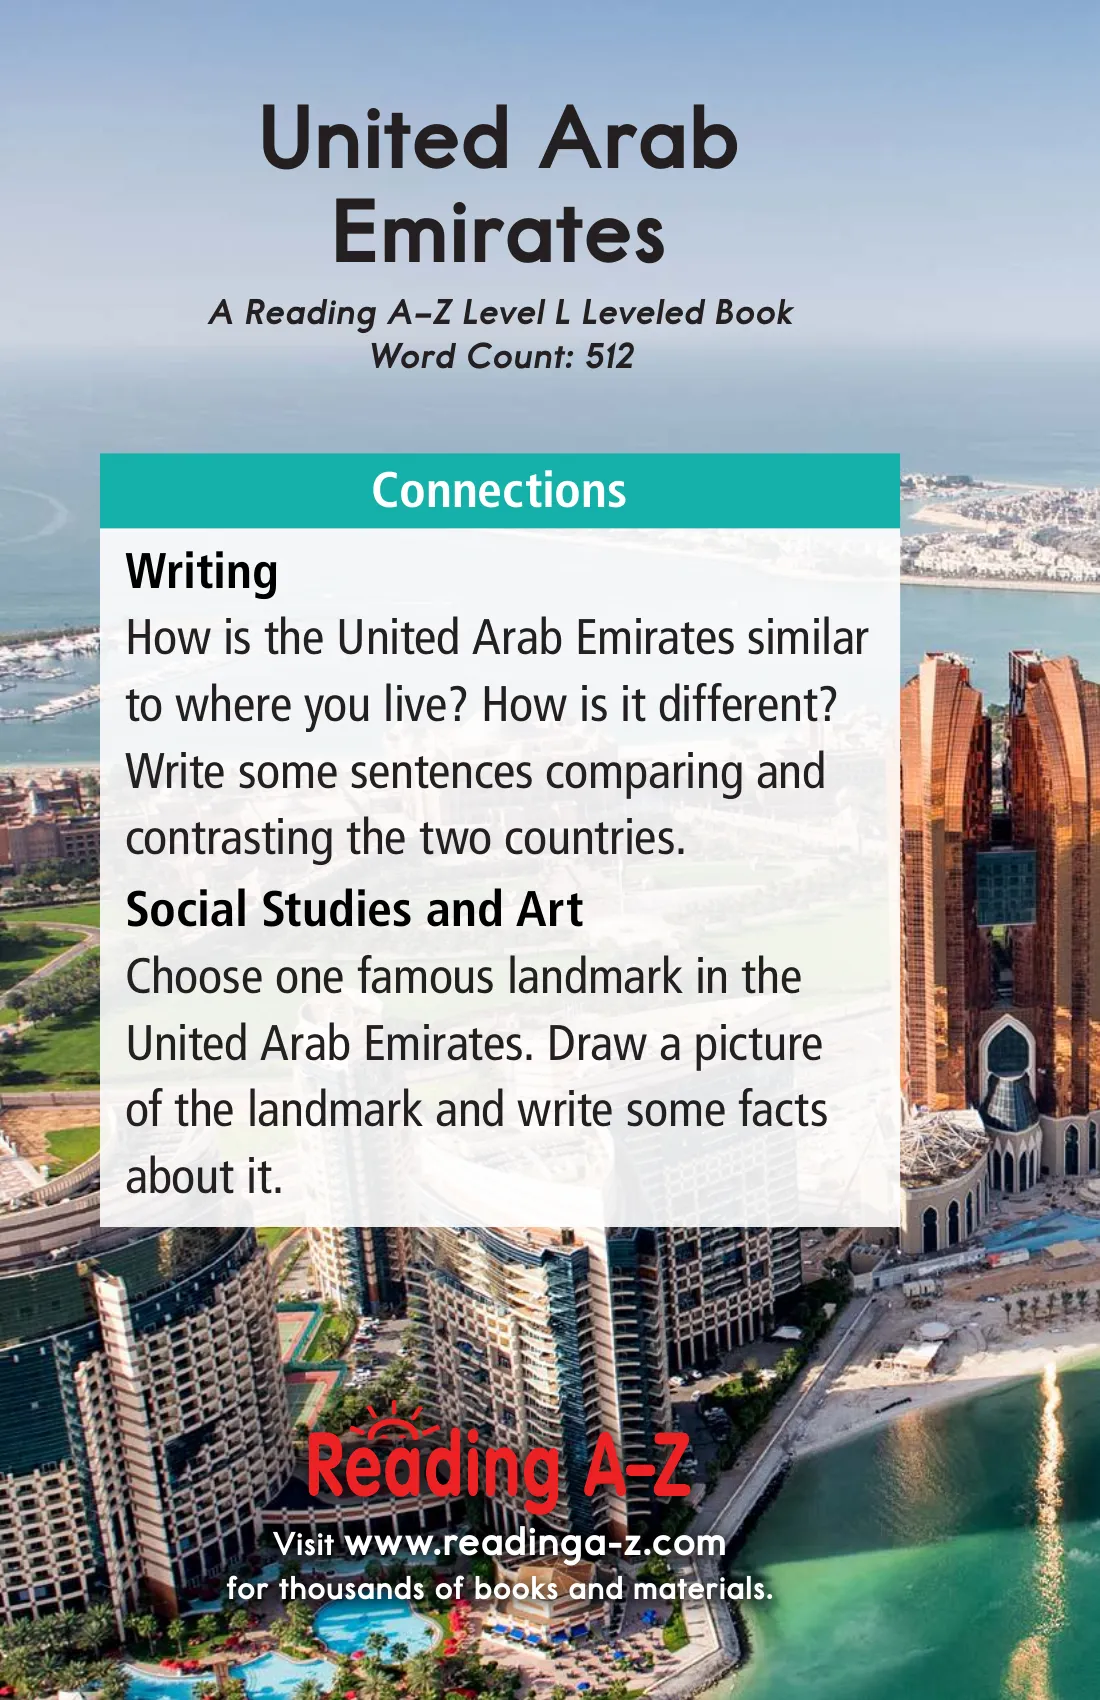 United Arab
Emirates
A Reading A–Z Level L Leveled Book
Word Count: 512
Connections
Writing
How is the United Arab Emirates similar
to where you live? How is it different?
Write some sentences comparing and
contrasting the two countries.
Social Studies and Art
Choose one famous landmark in the
United Arab Emirates. Draw a picture
of the landmark and write some facts
about it.
Reading A–Z
Visit www.readinga-z.com
for thousands of books and materials.